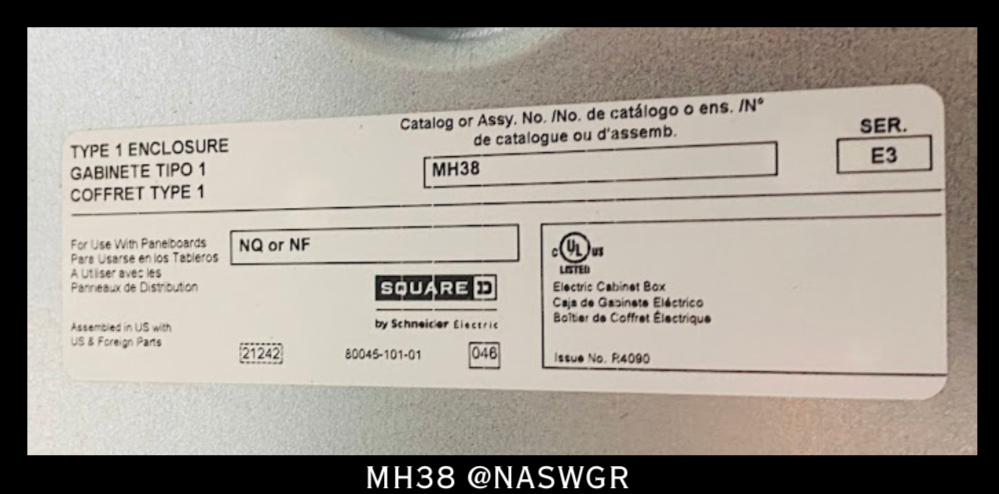 TYPE 1 ENCLOSURE
GABINETE TIPO 1
COFFRET TYPE 1
Catalog or Assy. No. /No. de catálogo o ens. /N°
de catalogue ou d'assemb.
MH38
SER.
E3
For Use With Panelboards
Para Usarse en los Tableros
A Utiliser avec les
Panneaux de Distribution
NQ or NF
SQUARE D
by Schneider Electric
Assembled in US with
US & Foreign Parts
21242
80045-101-01
046
c UL us
LISTED
Electric Cabinet Box
Caja de Gabinete Eléctrico
Boîtier de Coffret Électrique
Issue No. P.4090
MH38 @NASWGR